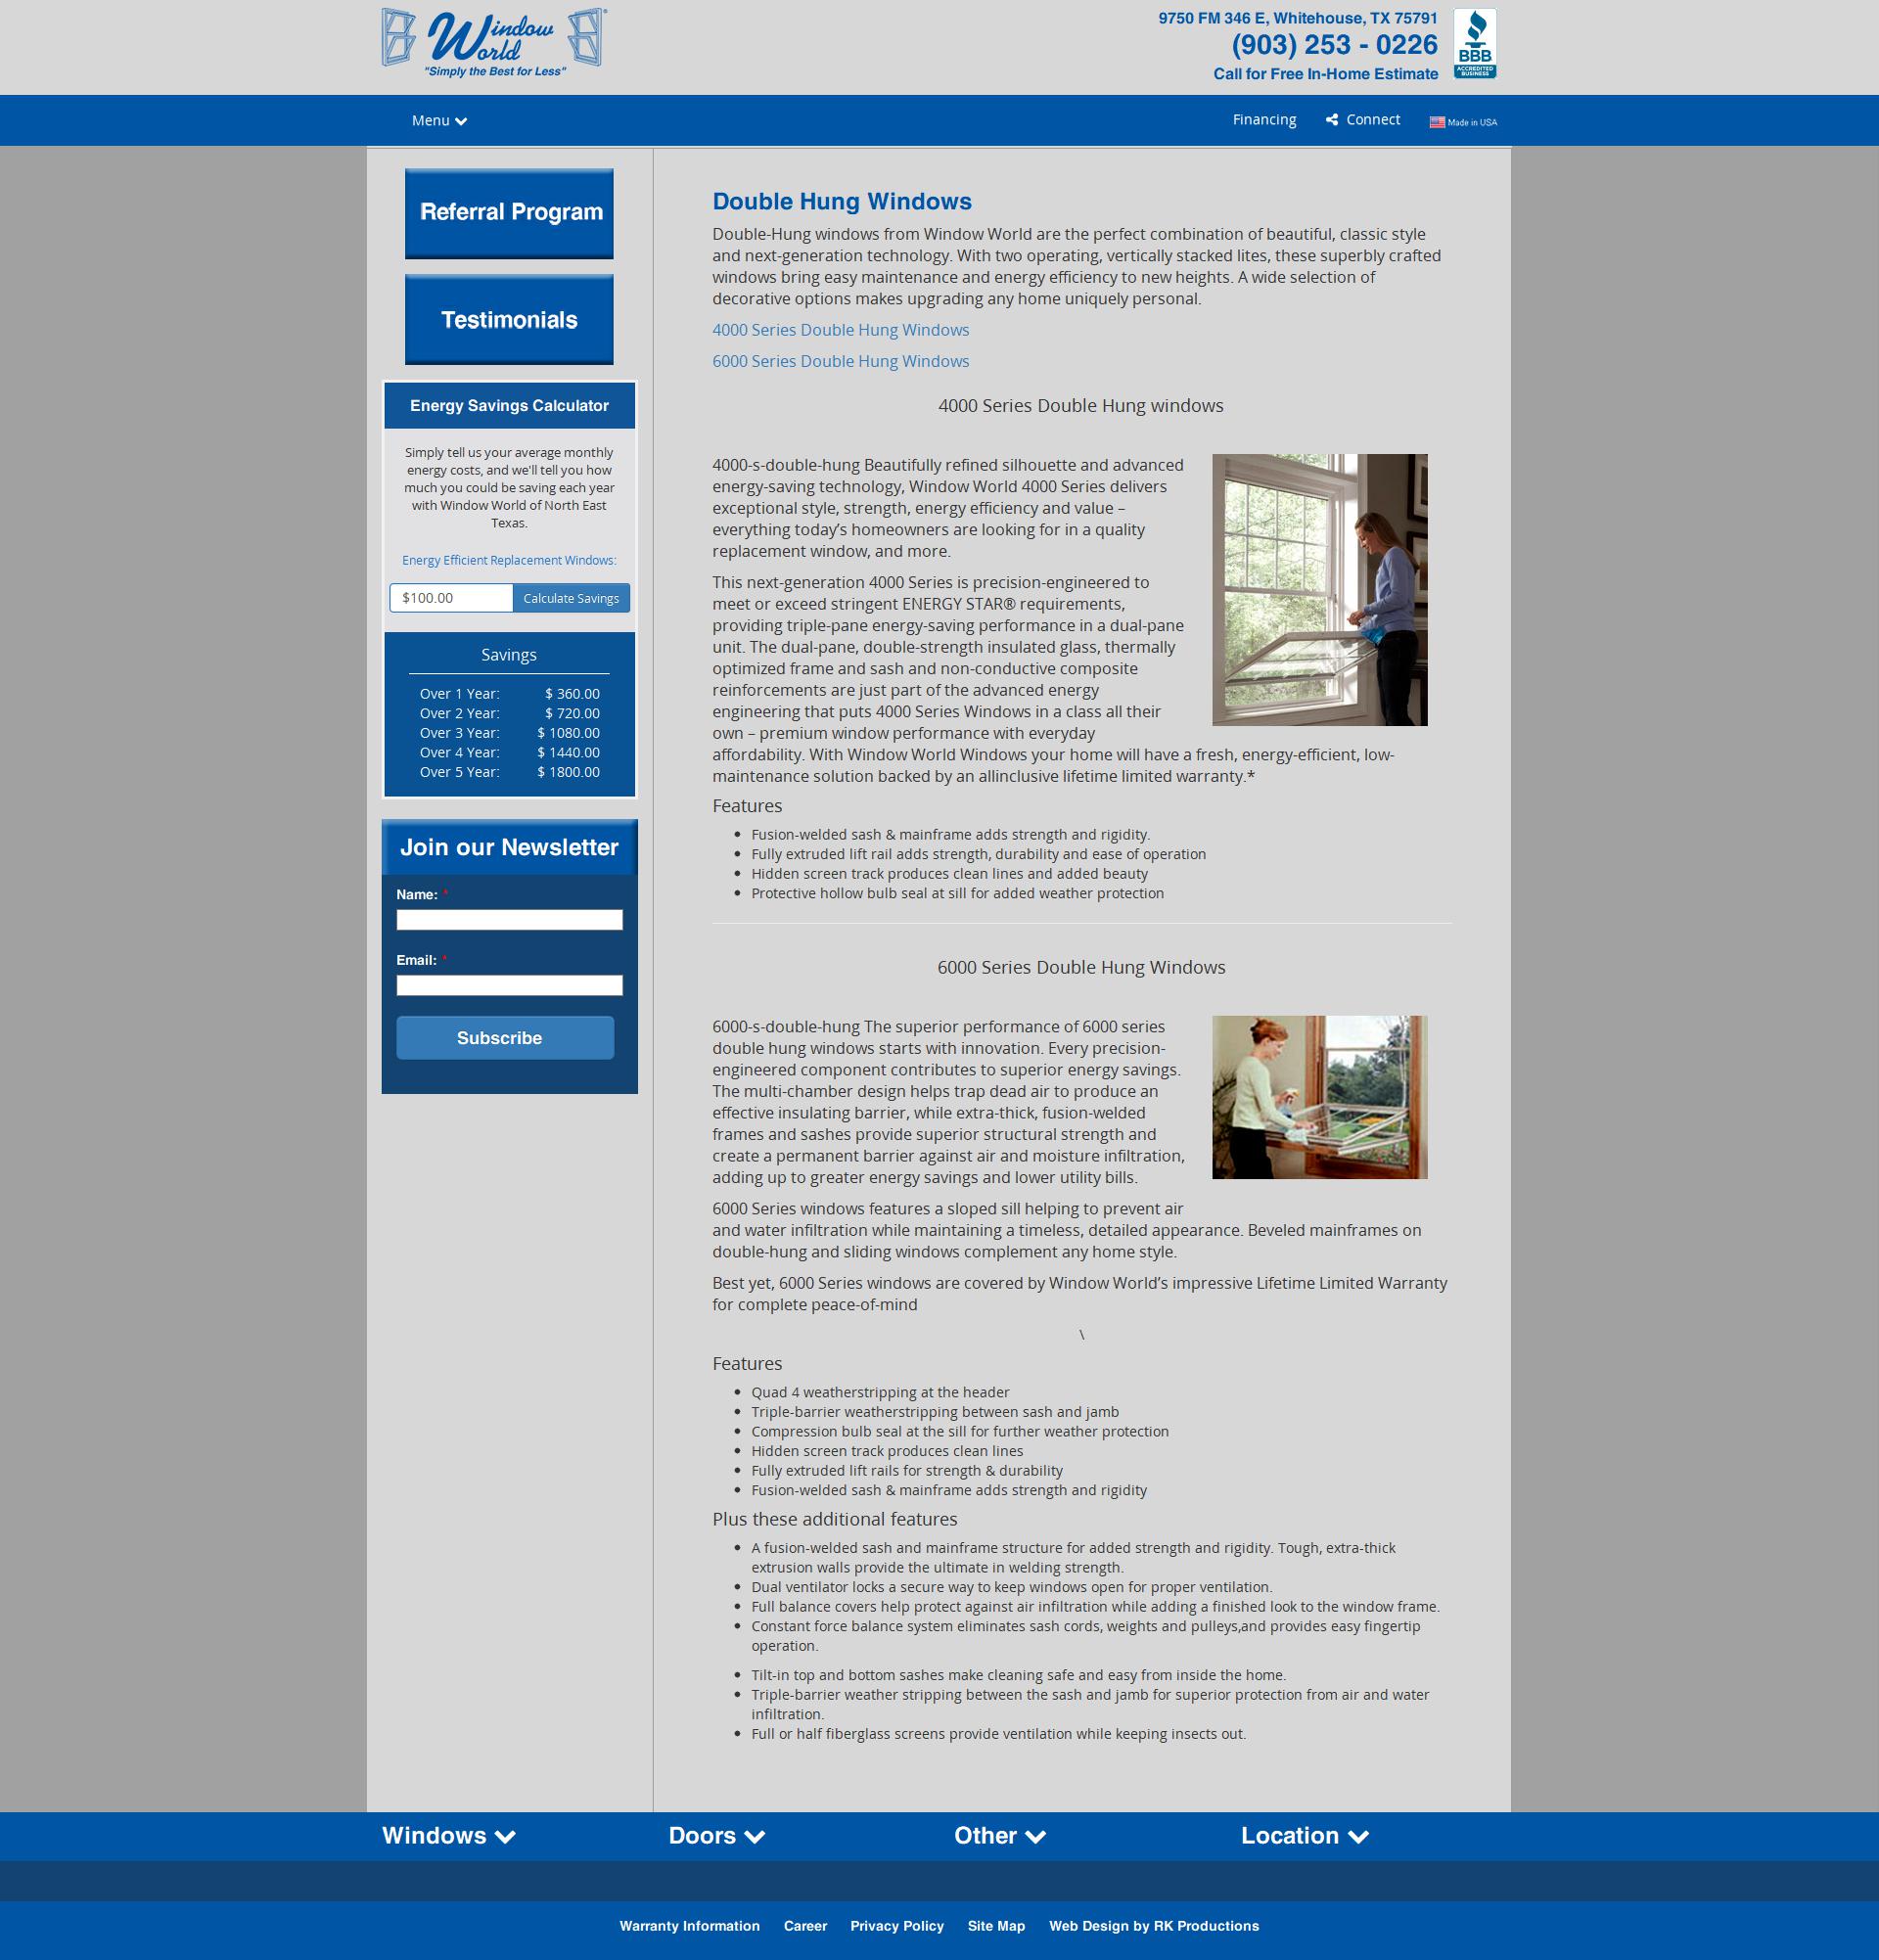 Window
World
®
"Simply the Best for Less"
9750 FM 346 E, Whitehouse, TX 75791
(903) 253 - 0226
Call for Free In-Home Estimate
BBB
ACCREDITED
BUSINESS
Menu
Financing
Connect
Made in USA
Referral Program
Testimonials
Energy Savings Calculator
Simply tell us your average monthly
energy costs, and we'll tell you how
much you could be saving each year
with Window World of North East
Texas.
Energy Efficient Replacement Windows:
$100.00 Calculate Savings
Savings
Over 1 Year: $ 360.00
Over 2 Year: $ 720.00
Over 3 Year: $ 1080.00
Over 4 Year: $ 1440.00
Over 5 Year: $ 1800.00
Join our Newsletter
Name: *
Email: *
Subscribe
Double Hung Windows
Double-Hung windows from Window World are the perfect combination of beautiful, classic style
and next-generation technology. With two operating, vertically stacked lites, these superbly crafted
windows bring easy maintenance and energy efficiency to new heights. A wide selection of
decorative options makes upgrading any home uniquely personal.
4000 Series Double Hung Windows
6000 Series Double Hung Windows
4000 Series Double Hung windows
4000-s-double-hung Beautifully refined silhouette and advanced
energy-saving technology, Window World 4000 Series delivers
exceptional style, strength, energy efficiency and value –
everything today’s homeowners are looking for in a quality
replacement window, and more.
This next-generation 4000 Series is precision-engineered to
meet or exceed stringent ENERGY STAR® requirements,
providing triple-pane energy-saving performance in a dual-pane
unit. The dual-pane, double-strength insulated glass, thermally
optimized frame and sash and non-conductive composite
reinforcements are just part of the advanced energy
engineering that puts 4000 Series Windows in a class all their
own – premium window performance with everyday
affordability. With Window World Windows your home will have a fresh, energy-efficient, low-
maintenance solution backed by an allinclusive lifetime limited warranty.*
Features
• Fusion-welded sash & mainframe adds strength and rigidity.
• Fully extruded lift rail adds strength, durability and ease of operation
• Hidden screen track produces clean lines and added beauty
• Protective hollow bulb seal at sill for added weather protection
6000 Series Double Hung Windows
6000-s-double-hung The superior performance of 6000 series
double hung windows starts with innovation. Every precision-
engineered component contributes to superior energy savings.
The multi-chamber design helps trap dead air to produce an
effective insulating barrier, while extra-thick, fusion-welded
frames and sashes provide superior structural strength and
create a permanent barrier against air and moisture infiltration,
adding up to greater energy savings and lower utility bills.
6000 Series windows features a sloped sill helping to prevent air
and water infiltration while maintaining a timeless, detailed appearance. Beveled mainframes on
double-hung and sliding windows complement any home style.
Best yet, 6000 Series windows are covered by Window World’s impressive Lifetime Limited Warranty
for complete peace-of-mind
\
Features
• Quad 4 weatherstripping at the header
• Triple-barrier weatherstripping between sash and jamb
• Compression bulb seal at the sill for further weather protection
• Hidden screen track produces clean lines
• Fully extruded lift rails for strength & durability
• Fusion-welded sash & mainframe adds strength and rigidity
Plus these additional features
• A fusion-welded sash and mainframe structure for added strength and rigidity. Tough, extra-thick
extrusion walls provide the ultimate in welding strength.
• Dual ventilator locks a secure way to keep windows open for proper ventilation.
• Full balance covers help protect against air infiltration while adding a finished look to the window frame.
• Constant force balance system eliminates sash cords, weights and pulleys,and provides easy fingertip
operation.
• Tilt-in top and bottom sashes make cleaning safe and easy from inside the home.
• Triple-barrier weather stripping between the sash and jamb for superior protection from air and water
infiltration.
• Full or half fiberglass screens provide ventilation while keeping insects out.
Windows
Doors
Other
Location
Warranty Information Career Privacy Policy Site Map Web Design by RK Productions